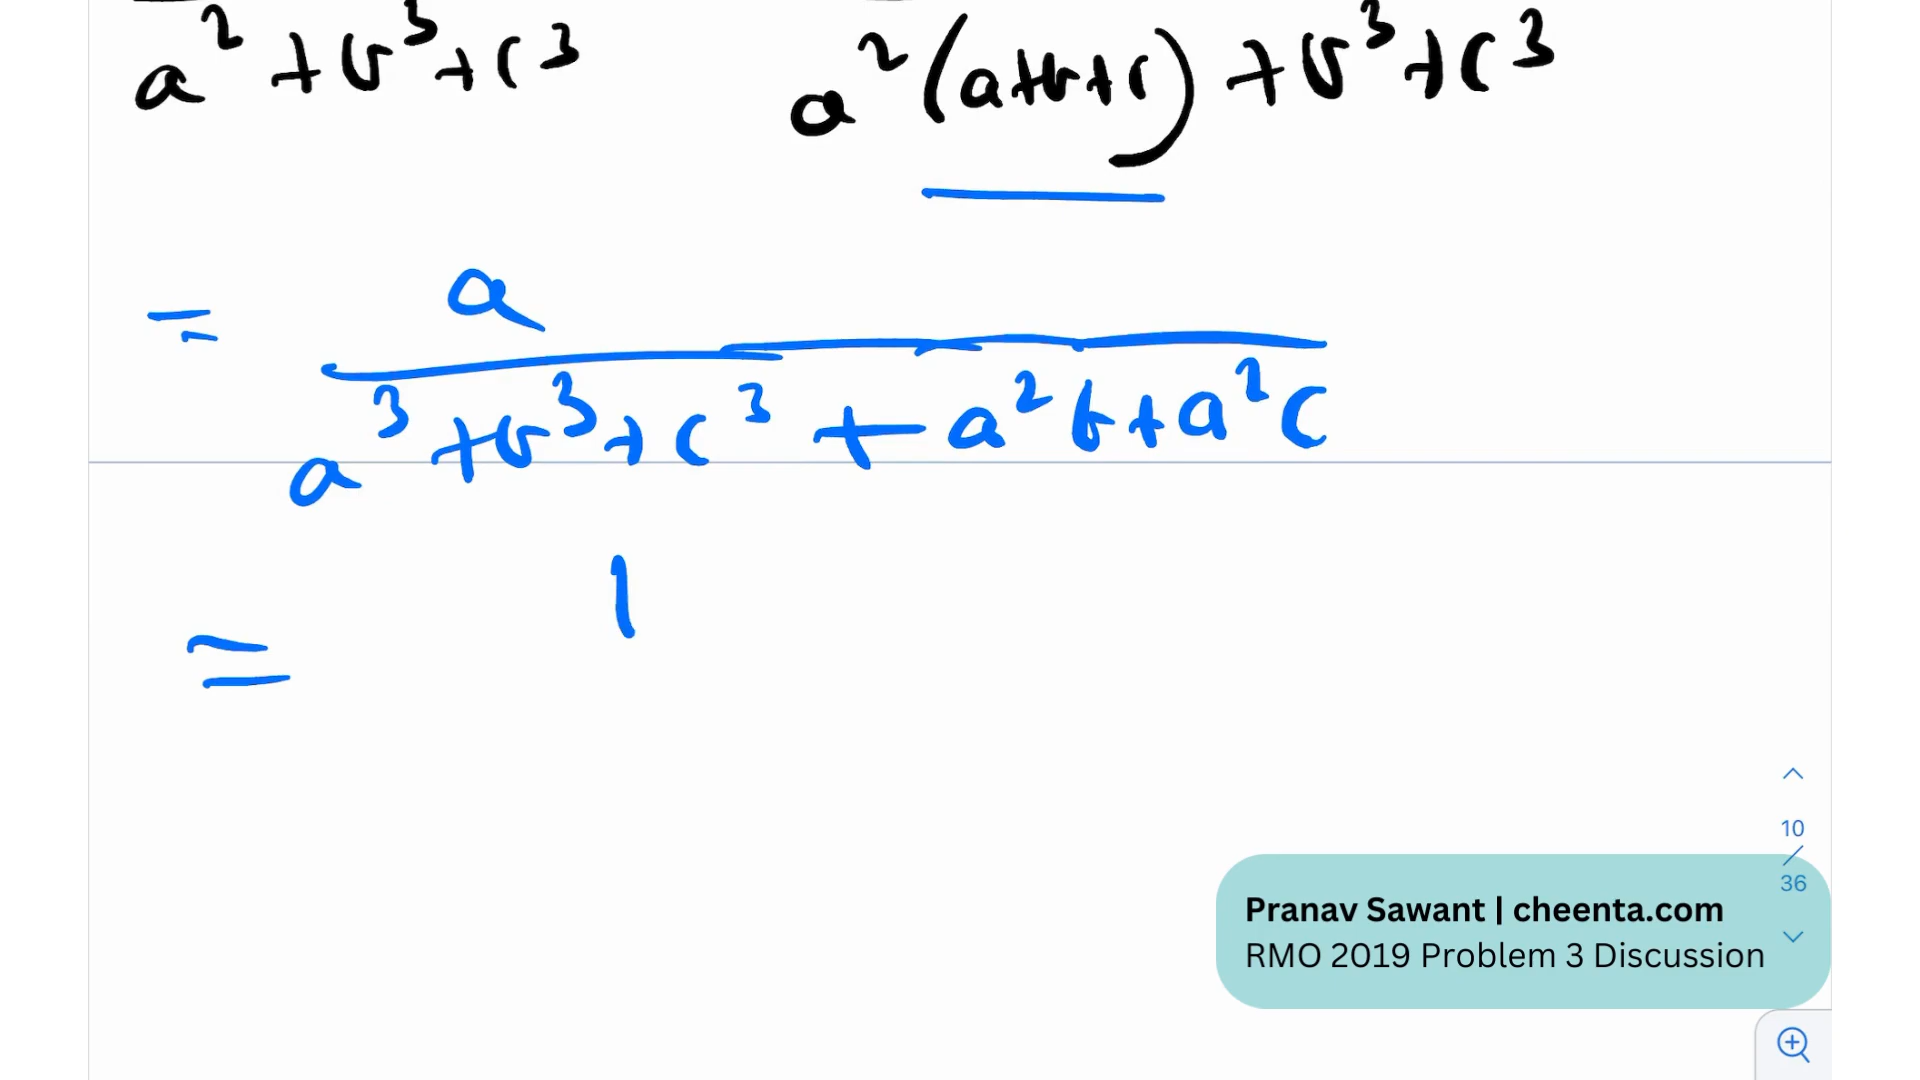 a² + b³ + c³    a²(a+b+c) + b³ + c³
= a
a³ + b³ + c³ + a²b + a²c
= 1
10
/
36
Pranav Sawant | cheenta.com
RMO 2019 Problem 3 Discussion